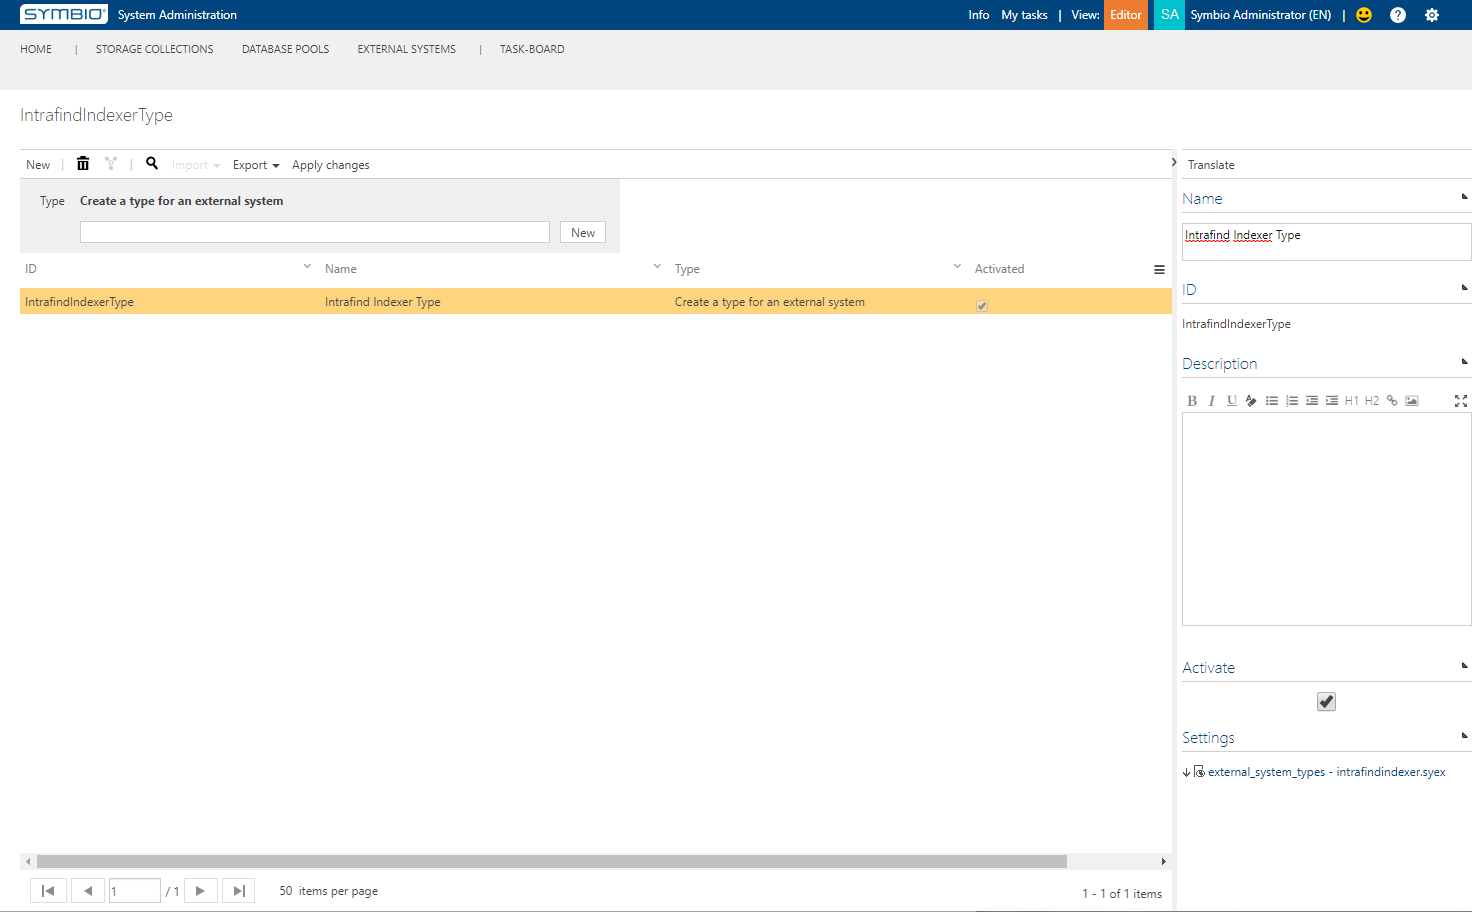 SYMBIO® System Administration Info My tasks | View: Editor SA Symbio Administrator (EN) |
HOME | STORAGE COLLECTIONS DATABASE POOLS EXTERNAL SYSTEMS | TASK-BOARD
IntrafindIndexerType
New | | Import Export Apply changes
Translate
Type Create a type for an external system
New
ID Name Type Activated
IntrafindIndexerType Intrafind Indexer Type Create a type for an external system
Name
Intrafind Indexer Type
ID
IntrafindIndexerType
Description
B I U H1 H2
Activate
Settings
external_system_types - intrafindindexer.syex
1 / 1 50 items per page 1 - 1 of 1 items